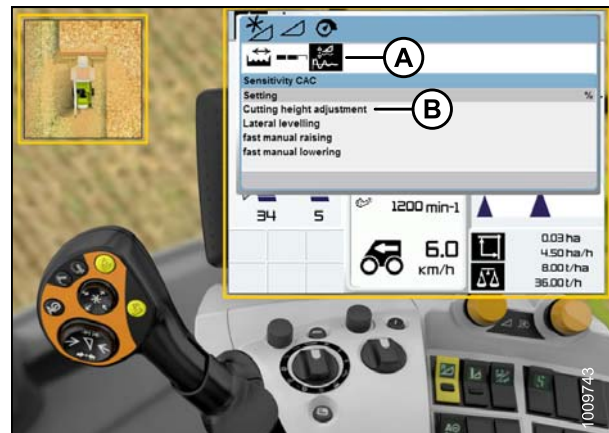 A
Sensitivity CAC
Setting %
Cutting height adjustment
B
Lateral levelling
fast manual raising
fast manual lowering
34 5
1200 min-1
6.0
km/h
0.03 ha
4.50 ha/h
8.00 t/ha
36.00 t/h
1009743